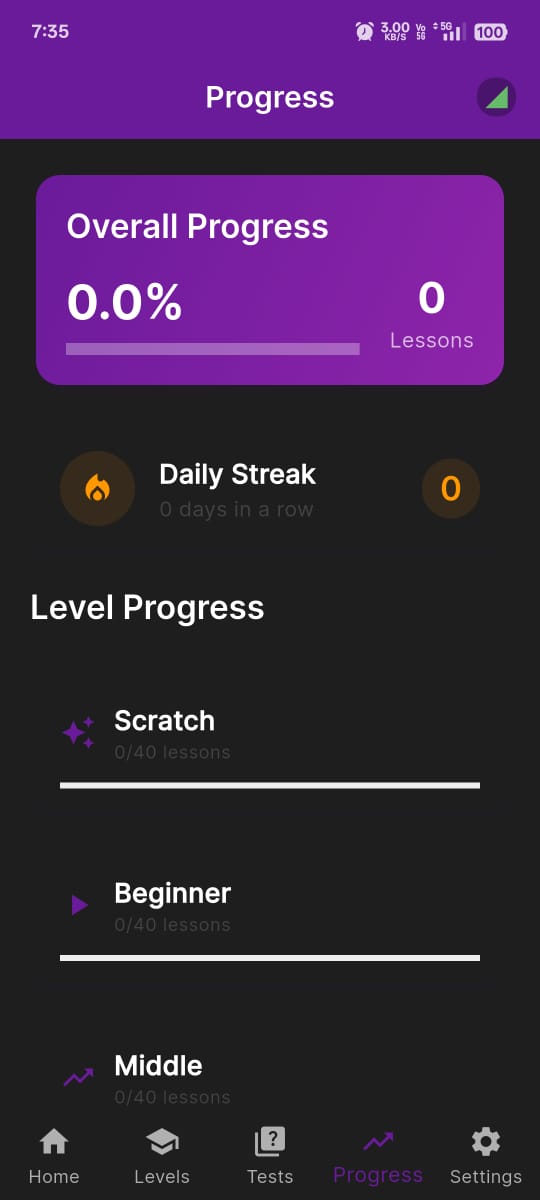 7:35
3.00
KB/S
Vo
5G
5G
100
Progress
Overall Progress
0.0%
0
Lessons
Daily Streak
0 days in a row
0
Level Progress
Scratch
0/40 lessons
Beginner
0/40 lessons
Middle
0/40 lessons
Home
Levels
Tests
Progress
Settings